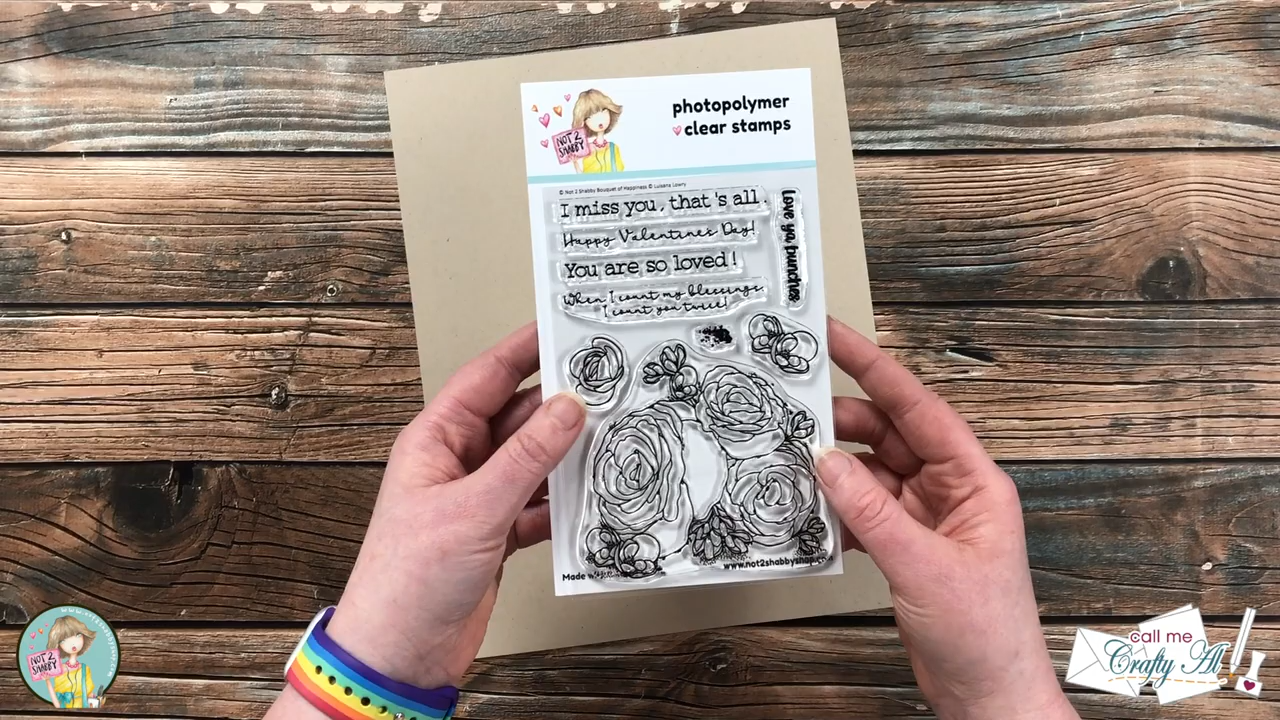 photopolymer
clear stamps
NOT 2
SHABBY
© Not 2 Shabby Bouquet of Happiness © Luisana Lowry
I miss you, that's all.
Happy Valentine's Day!
You are so loved!
When I count my blessings,
I count you twice!
love ya bunches
Made
www.not2shabbyshop
NOT 2
SHABBY
call me
Crafty Al